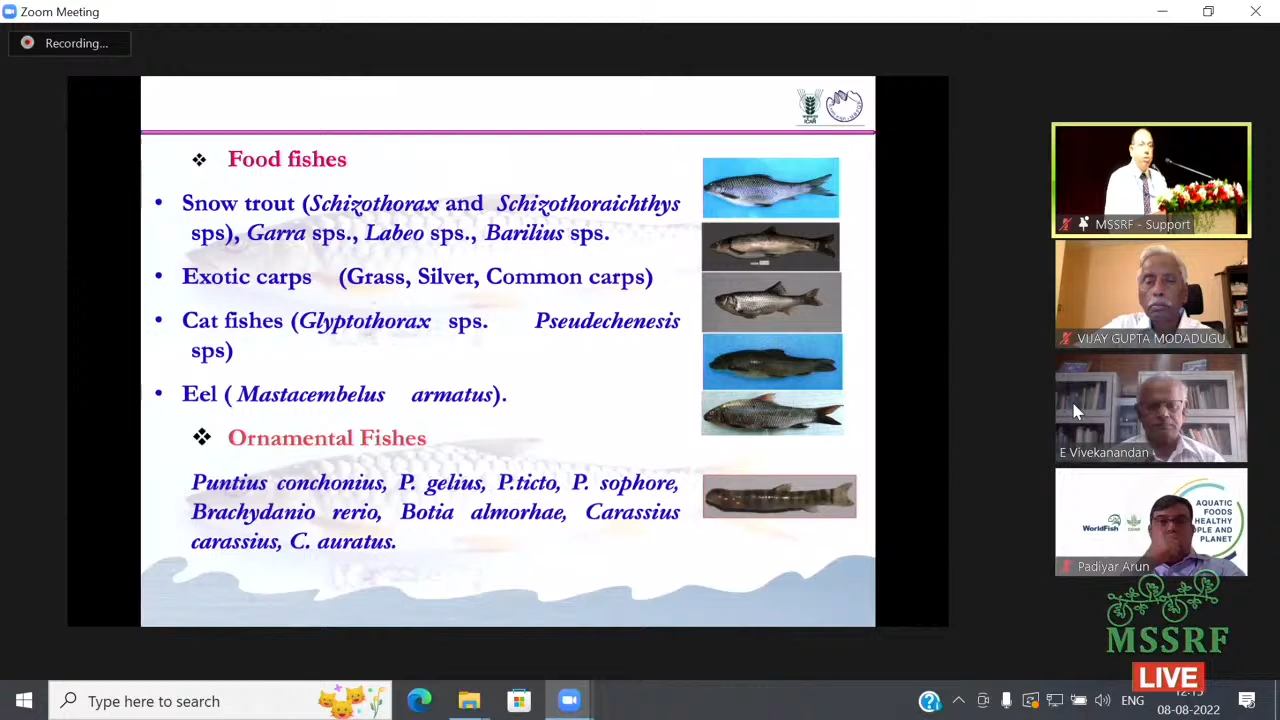 Zoom Meeting
Recording...
ICAR
❖ Food fishes
• Snow trout (Schizothorax and Schizothoraichthys
sps), Garra sps., Labeo sps., Barilius sps.
• Exotic carps (Grass, Silver, Common carps)
• Cat fishes (Glyptothorax sps. Pseudechenesis
sps)
• Eel ( Mastacembelus armatus).
❖ Ornamental Fishes
Puntius conchonius, P. gelius, P.ticto, P. sophore,
Brachydanio rerio, Botia almorhae, Carassius
carassius, C. auratus.
MSSRF - Support
VIJAY GUPTA MODADUGU
E Vivekanandan
AQUATIC
FOODS
HEALTHY
PLE AND
PLANET
WorldFish
Padiyar Arun
MSSRF
LIVE
Type here to search
ENG
12:15
08-08-2022